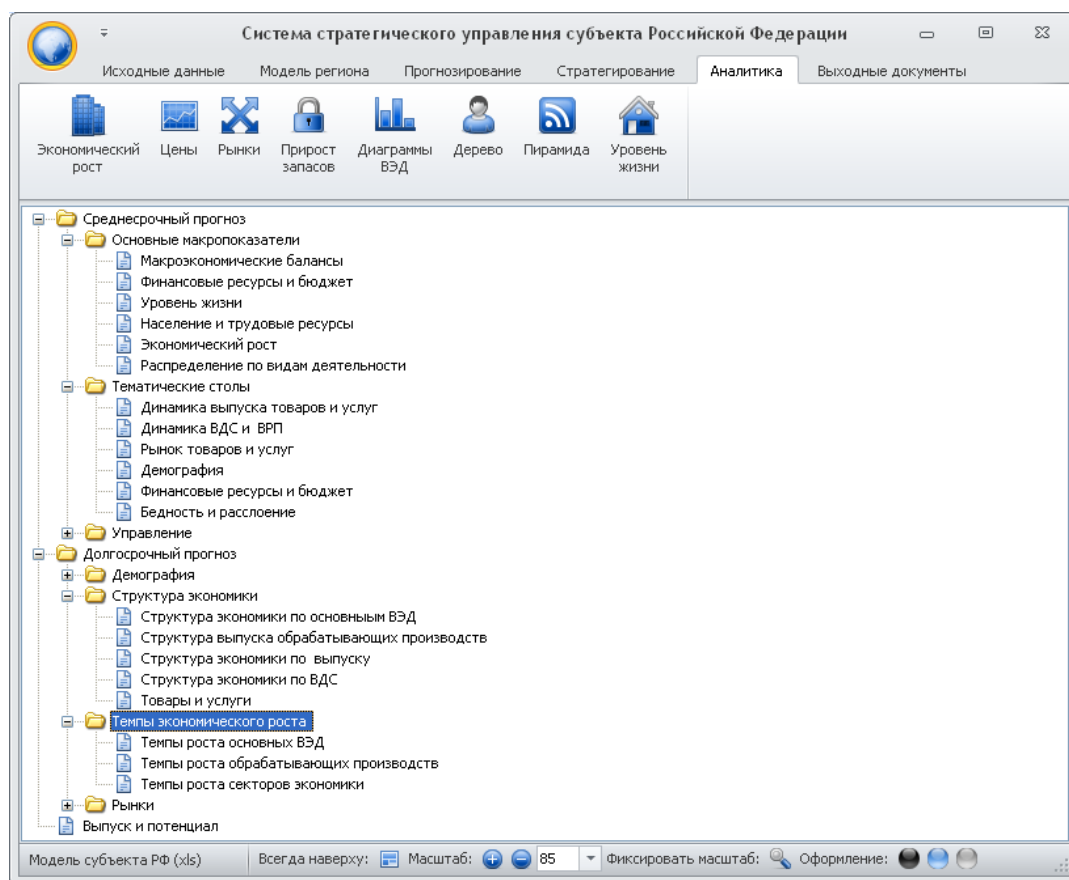 Система стратегического управления субъекта Российской Федерации
Исходные данные Модель региона Прогнозирование Стратегирование Аналитика Выходные документы
Экономический рост
Цены
Рынки
Прирост запасов
Диаграммы ВЭД
Дерево
Пирамида
Уровень жизни
Среднесрочный прогноз
Основные макропоказатели
Макроэкономические балансы
Финансовые ресурсы и бюджет
Уровень жизни
Население и трудовые ресурсы
Экономический рост
Распределение по видам деятельности
Тематические столы
Динамика выпуска товаров и услуг
Динамика ВДС и ВРП
Рынок товаров и услуг
Демография
Финансовые ресурсы и бюджет
Бедность и расслоение
Управление
Долгосрочный прогноз
Демография
Структура экономики
Структура экономики по основныым ВЭД
Структура выпуска обрабатывающих производств
Структура экономики по выпуску
Структура экономики по ВДС
Товары и услуги
Темпы экономического роста
Темпы роста основных ВЭД
Темпы роста обрабатывающих производств
Темпы роста секторов экономики
Рынки
Выпуск и потенциал
Модель субъекта РФ (xls) Всегда наверху: Масштаб: 85 Фиксировать масштаб: Оформление: